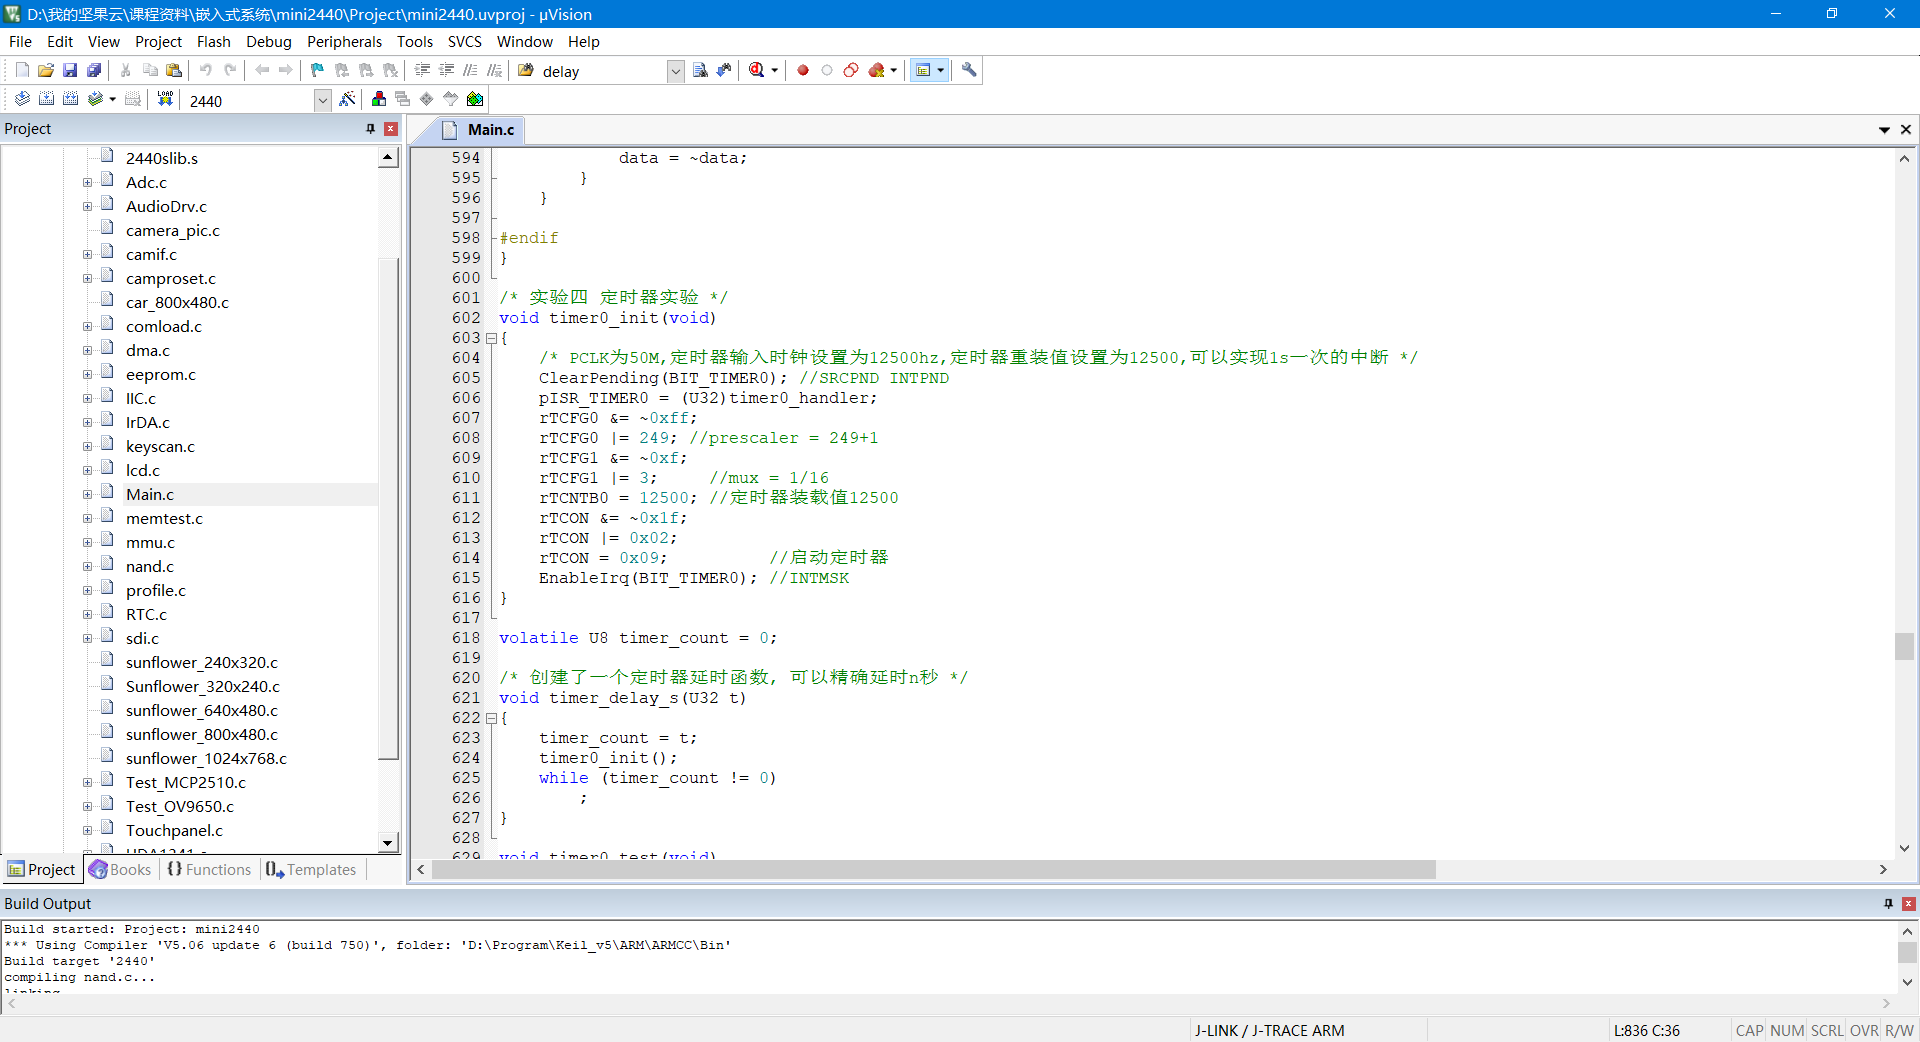 D:\我的坚果云\课程资料\嵌入式系统\mini2440\Project\mini2440.uvproj - µVision
File Edit View Project Flash Debug Peripherals Tools SVCS Window Help
delay
LOAD 2440
Project
2440slib.s
Adc.c
AudioDrv.c
camera_pic.c
camif.c
camproset.c
car_800x480.c
comload.c
dma.c
eeprom.c
IIC.c
IrDA.c
keyscan.c
lcd.c
Main.c
memtest.c
mmu.c
nand.c
profile.c
RTC.c
sdi.c
sunflower_240x320.c
Sunflower_320x240.c
sunflower_640x480.c
sunflower_800x480.c
sunflower_1024x768.c
Test_MCP2510.c
Test_OV9650.c
Touchpanel.c
Project Books Functions Templates
Main.c
594 data = ~data;
595 }
596 }
597
598 #endif
599 }
600
601 /* 实验四 定时器实验 */
602 void timer0_init(void)
603 {
604 /* PCLK为50M,定时器输入时钟设置为12500hz,定时器重装值设置为12500,可以实现1s一次的中断 */
605 ClearPending(BIT_TIMER0); //SRCPND INTPND
606 pISR_TIMER0 = (U32)timer0_handler;
607 rTCFG0 &= ~0xff;
608 rTCFG0 |= 249; //prescaler = 249+1
609 rTCFG1 &= ~0xf;
610 rTCFG1 |= 3; //mux = 1/16
611 rTCNTB0 = 12500; //定时器装载值12500
612 rTCON &= ~0x1f;
613 rTCON |= 0x02;
614 rTCON = 0x09; //启动定时器
615 EnableIrq(BIT_TIMER0); //INTMSK
616 }
617
618 volatile U8 timer_count = 0;
619
620 /* 创建了一个定时器延时函数, 可以精确延时n秒 */
621 void timer_delay_s(U32 t)
622 {
623 timer_count = t;
624 timer0_init();
625 while (timer_count != 0)
626 ;
627 }
628
629 void timer0_test(void)
Build Output
Build started: Project: mini2440
*** Using Compiler 'V5.06 update 6 (build 750)', folder: 'D:\Program\Keil_v5\ARM\ARMCC\Bin'
Build target '2440'
compiling nand.c...
linking...
J-LINK / J-TRACE ARM L:836 C:36 CAP NUM SCRL OVR R/W